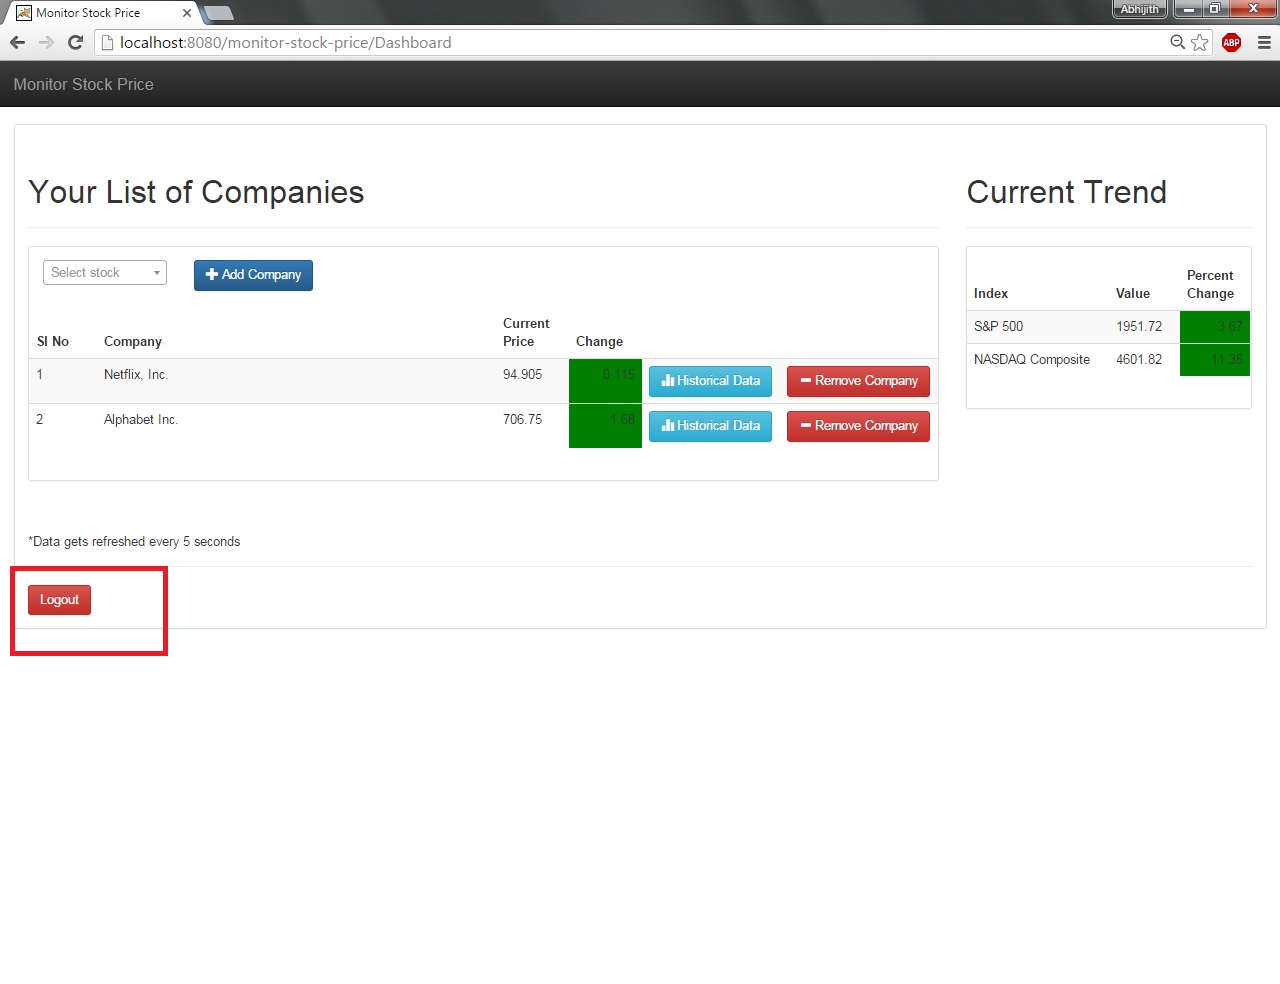 Monitor Stock Price
Abhijith
localhost:8080/monitor-stock-price/Dashboard
ABP
Monitor Stock Price
Your List of Companies
Current Trend
Select stock
Add Company
Sl No Company Current Price Change
1 Netflix, Inc. 94.905 0.115 Historical Data Remove Company
2 Alphabet Inc. 706.75 1.68 Historical Data Remove Company
Index Value Percent Change
S&P 500 1951.72 3.67
NASDAQ Composite 4601.82 11.35
*Data gets refreshed every 5 seconds
Logout